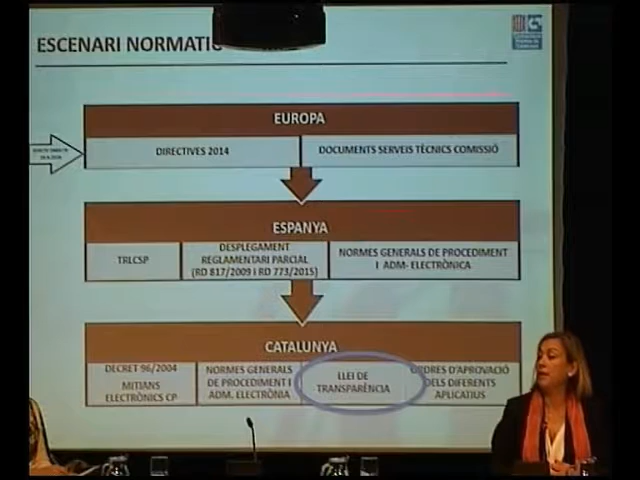 ESCENARI NORMATIU
EUROPA
DIRECTIVES 2014
DOCUMENTS SERVEIS TÈCNICS COMISSIÓ
ESPANYA
TRLCSP
DESPLEGAMENT
REGLAMENTARI PARCIAL
(RD 817/2009 I RD 773/2015)
NORMES GENERALS DE PROCEDIMENT
I ADM- ELECTRÒNICA
CATALUNYA
DECRET 96/2004
MITJANS
ELECTRÒNICS CP
NORMES GENERALS
DE PROCEDIMENT I
ADM. ELECTRÒNIA
LLEI DE
TRANSPARÈNCIA
ORDRES D'APROVACIÓ
DELS DIFERENTS
APLICATIUS